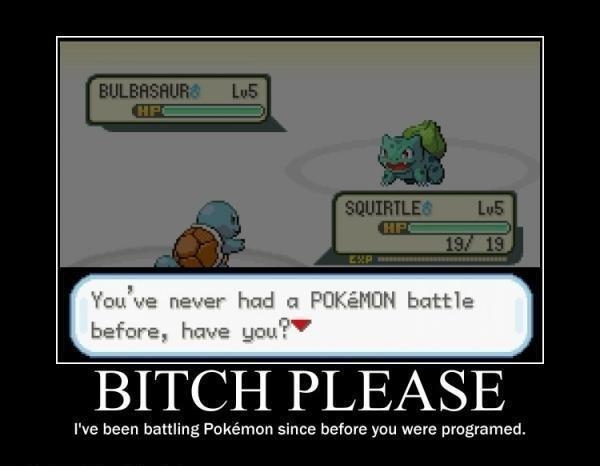 BULBASAUR♂ Lv5
HP
SQUIRTLE♂ Lv5
HP
19/ 19
EXP
You've never had a POKéMON battle
before, have you?
BITCH PLEASE
I've been battling Pokémon since before you were programed.